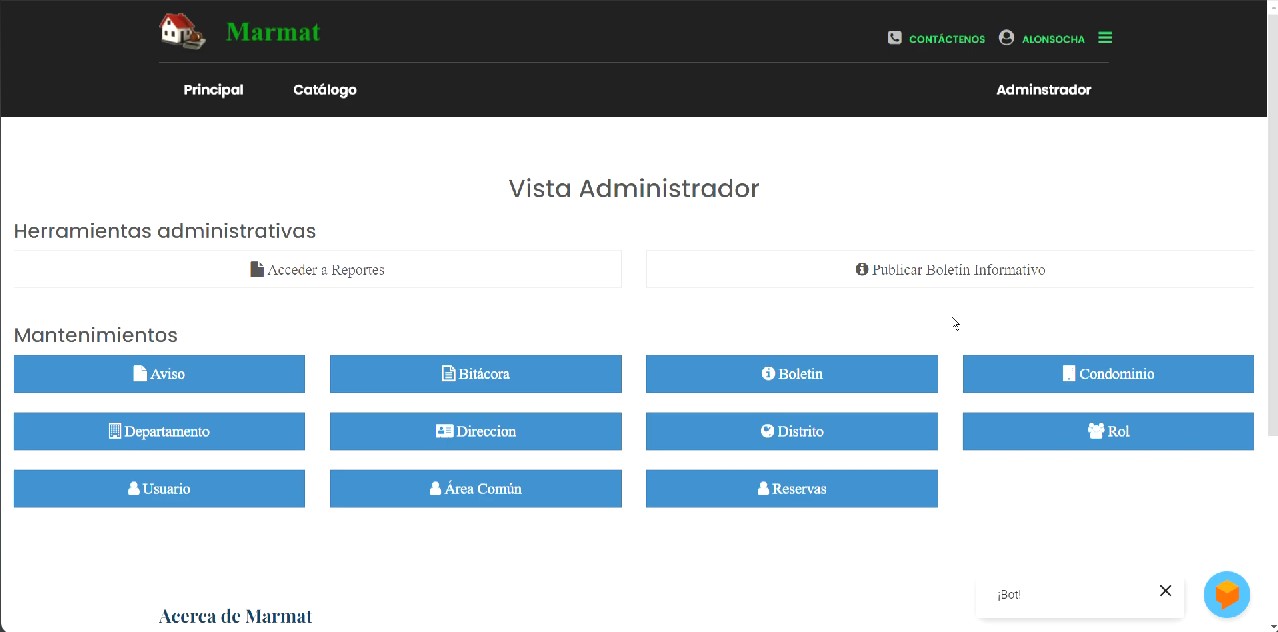 Marmat
CONTÁCTENOS ALONSOCHA
Principal Catálogo Adminstrador
Vista Administrador
Herramientas administrativas
Acceder a Reportes Publicar Boletín Informativo
Mantenimientos
Aviso Bitácora Boletin Condominio
Departamento Direccion Distrito Rol
Usuario Área Común Reservas
¡Bot!
Acerca de Marmat